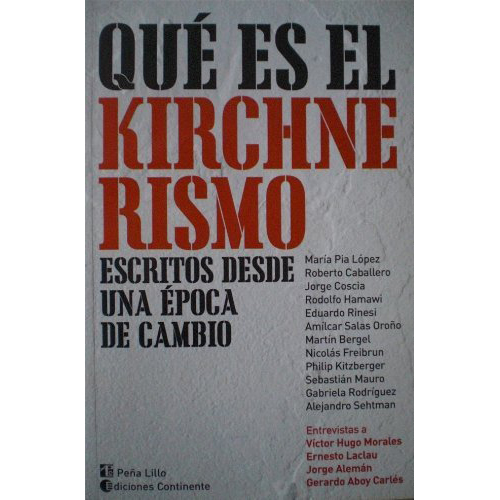 QUÉ ES EL
KIRCHNE
RISMO
ESCRITOS DESDE
UNA ÉPOCA
DE CAMBIO
María Pia López
Roberto Caballero
Jorge Coscia
Rodolfo Hamawi
Eduardo Rinesi
Amílcar Salas Oroño
Martín Bergel
Nicolás Freibrun
Philip Kitzberger
Sebastián Mauro
Gabriela Rodríguez
Alejandro Sehtman
Entrevistas a
Víctor Hugo Morales
Ernesto Laclau
Jorge Alemán
Gerardo Aboy Carlés
Peña Lillo
Ediciones Continente